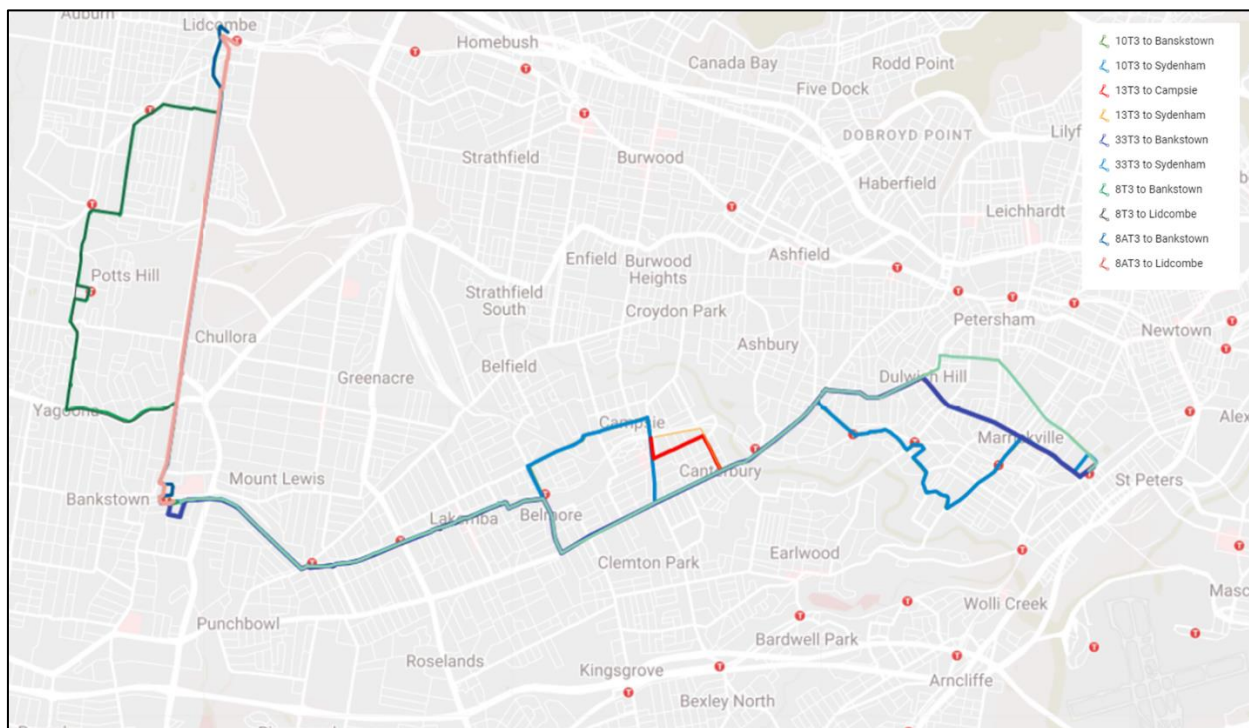 Auburn
Lidcombe
Homebush
Canada Bay
Rodd Point
Five Dock
DOBROYD POINT
Lilyf
Strathfield
Burwood
Haberfield
Leichhardt
Potts Hill
Enfield
Burwood
Heights
Ashfield
Strathfield
South
Croydon Park
Petersham
Newtown
Chullora
Ashbury
Belfield
Greenacre
Dulwich Hill
Yagoona
Campsie
Alex
Marrickville
Canterbury
Mount Lewis
St Peters
Bankstown
Lakemba
Belmore
Clemton Park
Earlwood
Masc
Wolli Creek
Punchbowl
Bardwell Park
Roselands
Kingsgrove
Arncliffe
Bexley North
10T3 to Banskstown
10T3 to Sydenham
13T3 to Campsie
13T3 to Sydenham
33T3 to Bankstown
33T3 to Sydenham
8T3 to Bankstown
8T3 to Lidcombe
8AT3 to Bankstown
8AT3 to Lidcombe